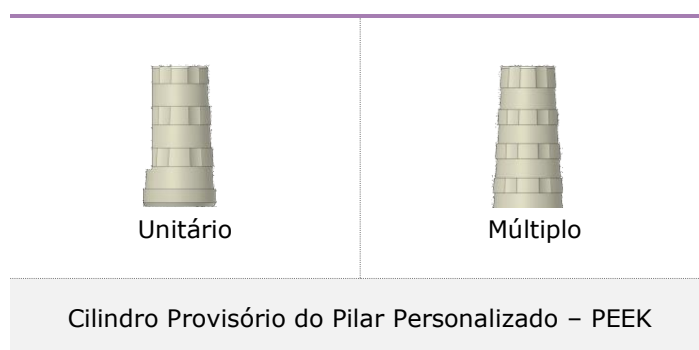 Unitário
Múltiplo
Cilindro Provisório do Pilar Personalizado – PEEK